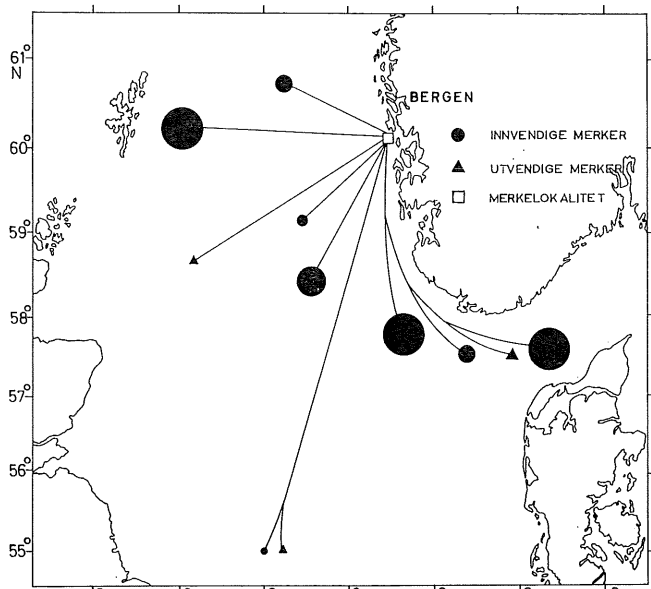 61°
N
BERGEN
INNVENDIGE MERKER
60°
UTVENDIGE MERKER
MERKELOKALITET
59°
58°
57°
56°
55°